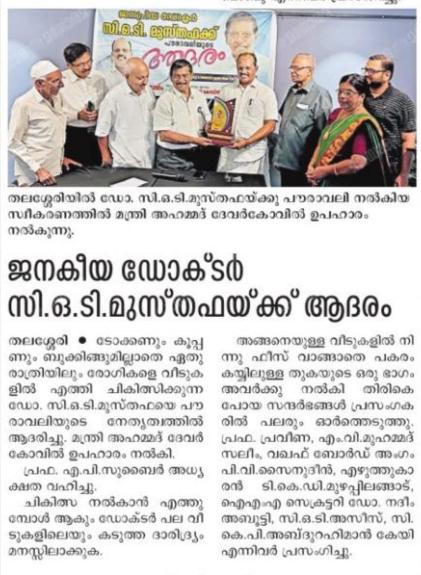 ജനകീയ ഡോക്ടർ
സി.ഒ.ടി. മുസ്തഫക്ക്
പൗരാവലിയുടെ
ആദരം
തലശ്ശേരിയിൽ ഡോ. സി.ഒ.ടി.മുസ്തഫയ്ക്കു പൗരാവലി നൽകിയ
സ്വീകരണത്തിൽ മന്ത്രി അഹമ്മദ് ദേവർകോവിൽ ഉപഹാരം
നൽകുന്നു.
ജനകീയ ഡോക്ടർ
സി.ഒ.ടി.മുസ്തഫയ്ക്ക് ആദരം
തലശ്ശേരി ● ടോക്കണും കൂപ്പ
ണും ബുക്കിങ്ങുമില്ലാതെ ഏതു
രാത്രിയിലും രോഗികളെ വീടുക
ളിൽ എത്തി ചികിത്സിക്കുന്ന
ഡോ. സി.ഒ.ടി.മുസ്തഫയെ പൗ
രാവലിയുടെ നേതൃത്വത്തിൽ
ആദരിച്ചു. മന്ത്രി അഹമ്മദ് ദേവർ
കോവിൽ ഉപഹാരം നൽകി.
പ്രഫ. എ.പി.സുബൈർ അധ്യ
ക്ഷത വഹിച്ചു.
ചികിത്സ നൽകാൻ എത്തു
മ്പോൾ ആകും ഡോക്ടർ പല വീ
ടുകളിലെയും കടുത്ത ദാരിദ്ര്യം
മനസ്സിലാക്കുക.
അങ്ങനെയുള്ള വീടുകളിൽ നി
ന്നു ഫീസ് വാങ്ങാതെ പകരം
കയ്യിലുള്ള തുകയുടെ ഒരു ഭാഗം
അവർക്കു നൽകി തിരികെ
പോയ സന്ദർഭങ്ങൾ പ്രസംഗക
രിൽ പലരും ഓർത്തെടുത്തു.
പ്രഫ. പ്രവീണ, എം.വി.മുഹമ്മദ്
സലീം, വഖഫ് ബോർഡ് അംഗം
പി.വി.സൈനുദീൻ, എഴുത്തുകാ
രൻ ടി.കെ.ഡി.മുഴപ്പിലങ്ങാട്,
ഐഎംഎ സെക്രട്ടറി ഡോ. നദീം
അബൂട്ടി, സി.ഒ.ടി.അസീസ്, സി.
കെ.പി.അബ്ദുറഹിമാൻ കേയി
എന്നിവർ പ്രസംഗിച്ചു.